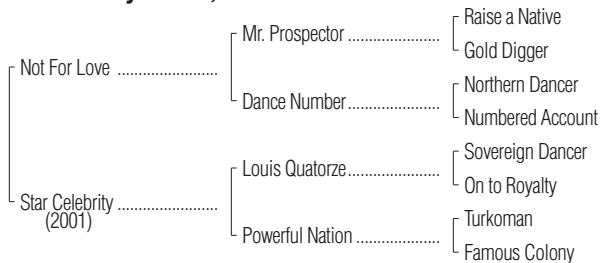 Raise a Native
Mr. Prospector ......................
Gold Digger
Not For Love ........................
Northern Dancer
Dance Number......................
Numbered Account
Sovereign Dancer
Louis Quatorze......................
On to Royalty
Star Celebrity ........................
(2001)
Turkoman
Powerful Nation ....................
Famous Colony